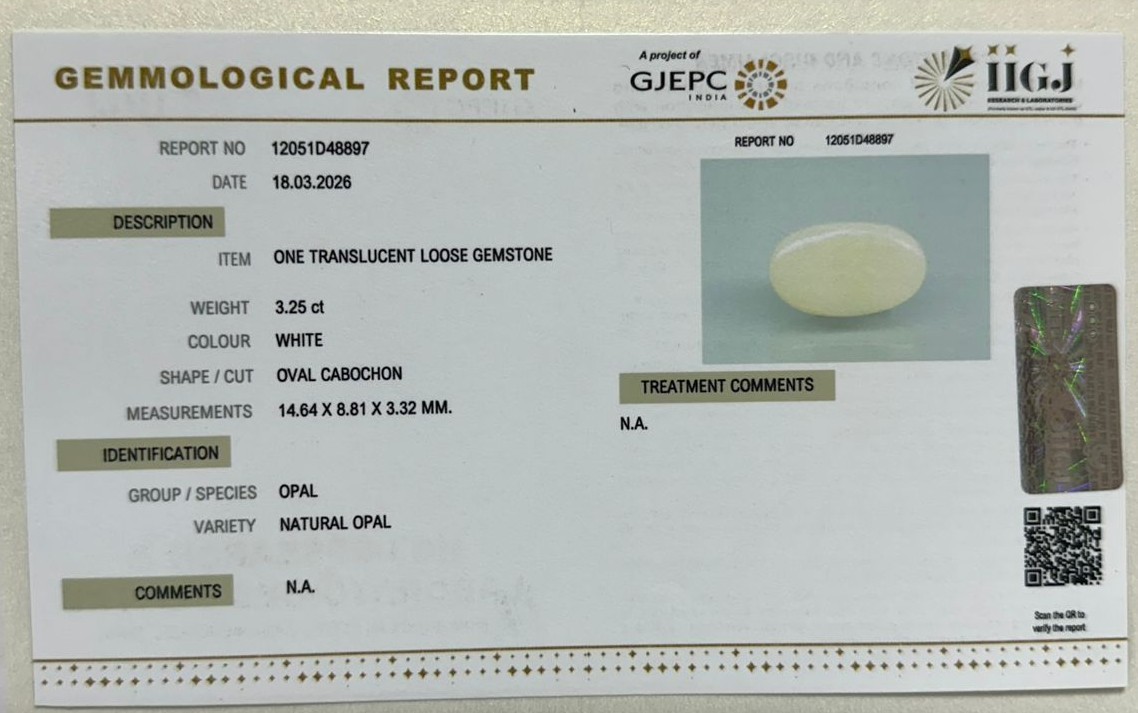 GEMMOLOGICAL REPORT
A project of
GJEPC
INDIA
IIGJ
RESEARCH & LABORATORIES
REPORT NO 12051D48897
DATE 18.03.2026
DESCRIPTION
ITEM ONE TRANSLUCENT LOOSE GEMSTONE
WEIGHT 3.25 ct
COLOUR WHITE
SHAPE / CUT OVAL CABOCHON
MEASUREMENTS 14.64 X 8.81 X 3.32 MM.
IDENTIFICATION
GROUP / SPECIES OPAL
VARIETY NATURAL OPAL
COMMENTS N.A.
REPORT NO 12051D48897
TREATMENT COMMENTS
N.A.
Scan the QR to
verify the report